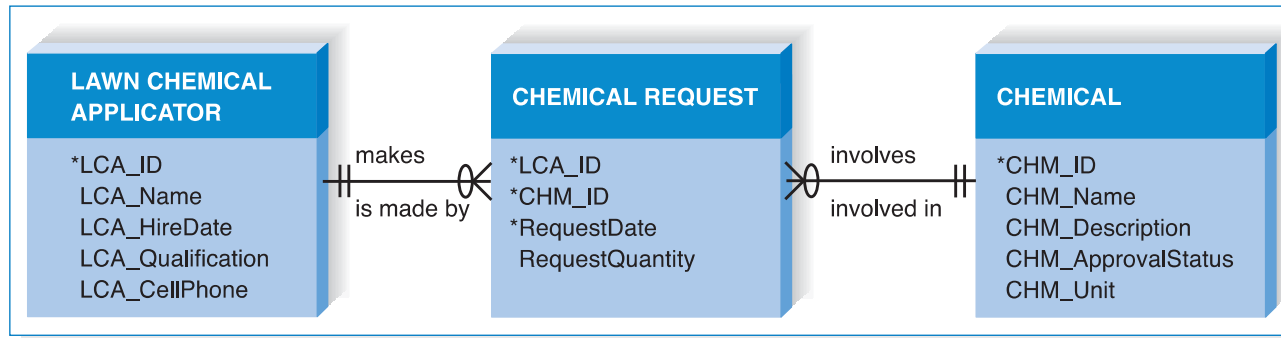 LAWN CHEMICAL
APPLICATOR
*LCA_ID
LCA_Name
LCA_HireDate
LCA_Qualification
LCA_CellPhone
makes
is made by
CHEMICAL REQUEST
*LCA_ID
*CHM_ID
*RequestDate
RequestQuantity
involves
involved in
CHEMICAL
*CHM_ID
CHM_Name
CHM_Description
CHM_ApprovalStatus
CHM_Unit